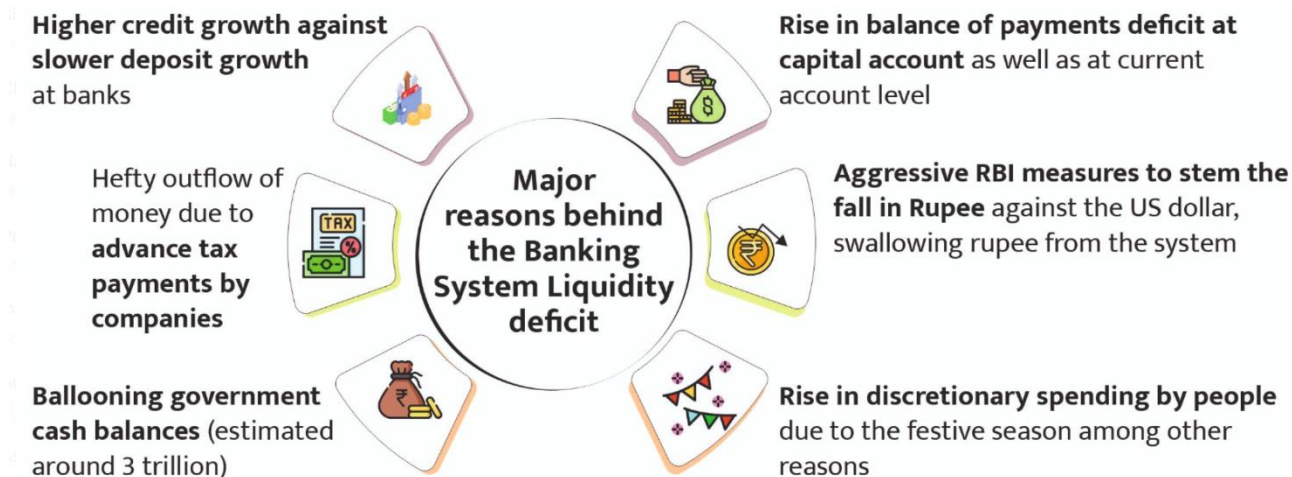 Higher credit growth against
slower deposit growth
at banks
Hefty outflow of
money due to
advance tax
payments by
companies
Ballooning government
cash balances (estimated
around 3 trillion)
Major
reasons behind
the Banking
System Liquidity
deficit
Rise in balance of payments deficit at
capital account as well as at current
account level
Aggressive RBI measures to stem the
fall in Rupee against the US dollar,
swallowing rupee from the system
Rise in discretionary spending by people
due to the festive season among other
reasons
TAX
%
$
₹
₹